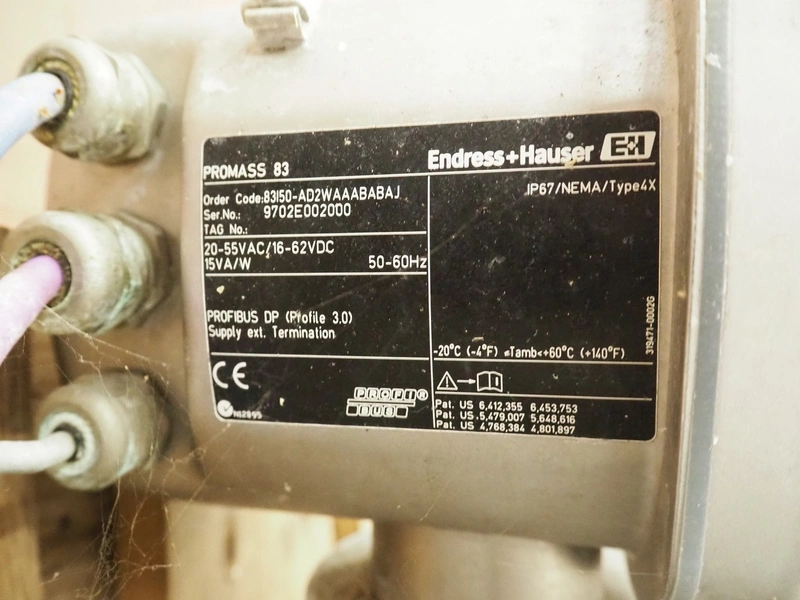 PROMASS 83
Endress+Hauser E+H
Order Code:83I50-AD2WAAABABAJ
Ser.No.: 9702E002000
TAG No.:
IP67/NEMA/Type4X
20-55VAC/16-62VDC
15VA/W 50-60Hz
PROFIBUS DP (Profile 3.0)
Supply ext. Termination
-20°C (-4°F) ≤Tamb<+60°C (+140°F)
319471-0002G
CE
N12895
PROFI®
BUS
Pat. US 6,412,355 6,453,753
Pat. US 5,479,007 5,648,616
Pat. US 4,768,384 4,801,897